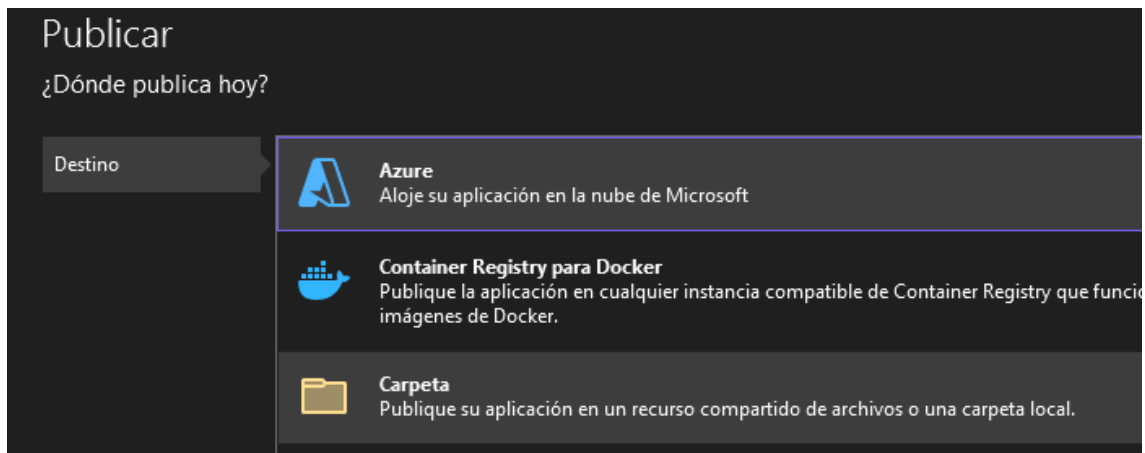 Publicar
¿Dónde publica hoy?
Destino
Azure
Aloje su aplicación en la nube de Microsoft
Container Registry para Docker
Publique la aplicación en cualquier instancia compatible de Container Registry que
imágenes de Docker.
Carpeta
Publique su aplicación en un recurso compartido de archivos o una carpeta local.